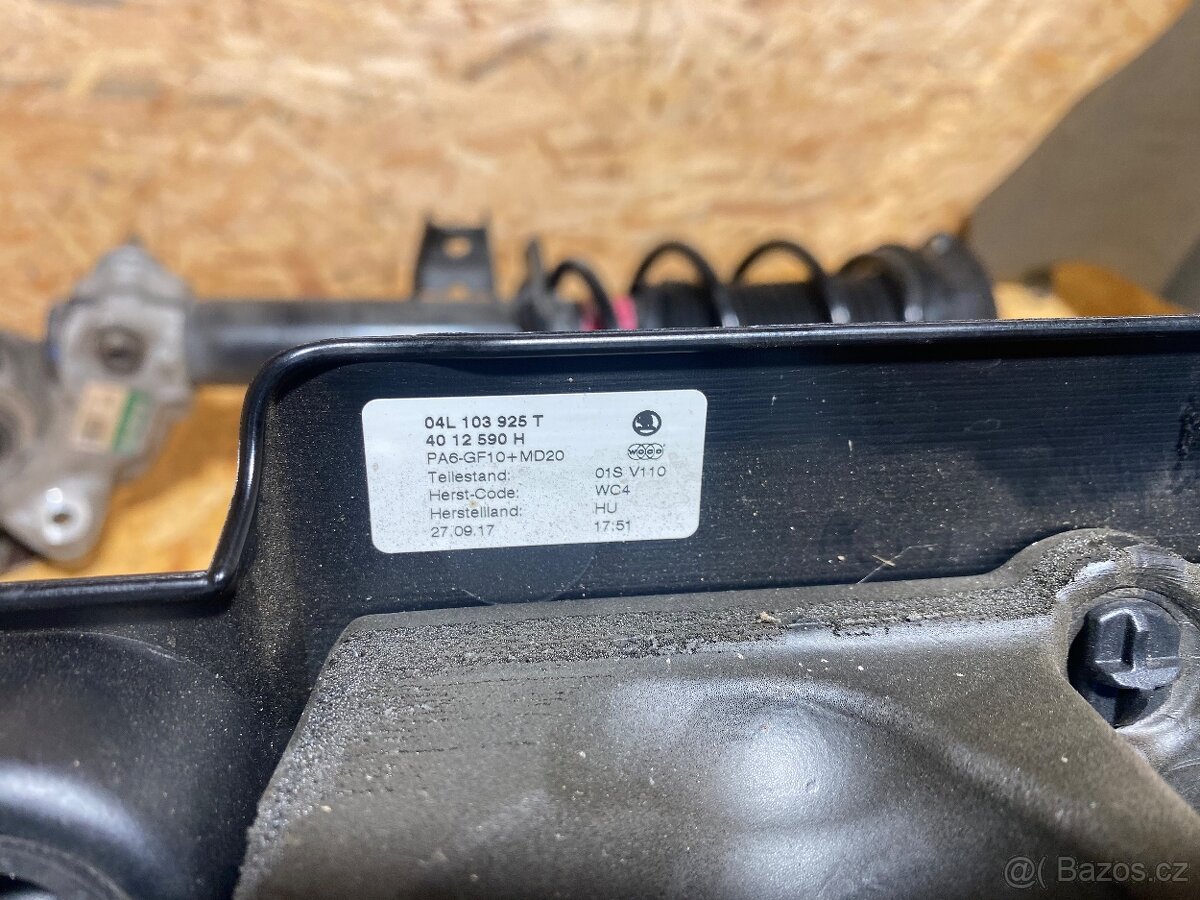 04L 103 925 T
40 12 590 H
PA6-GF10+MD20
woco
Teilestand: 01S V110
Herst-Code: WC4
Herstellland: HU
27.09.17 17:51
@( Bazos.cz